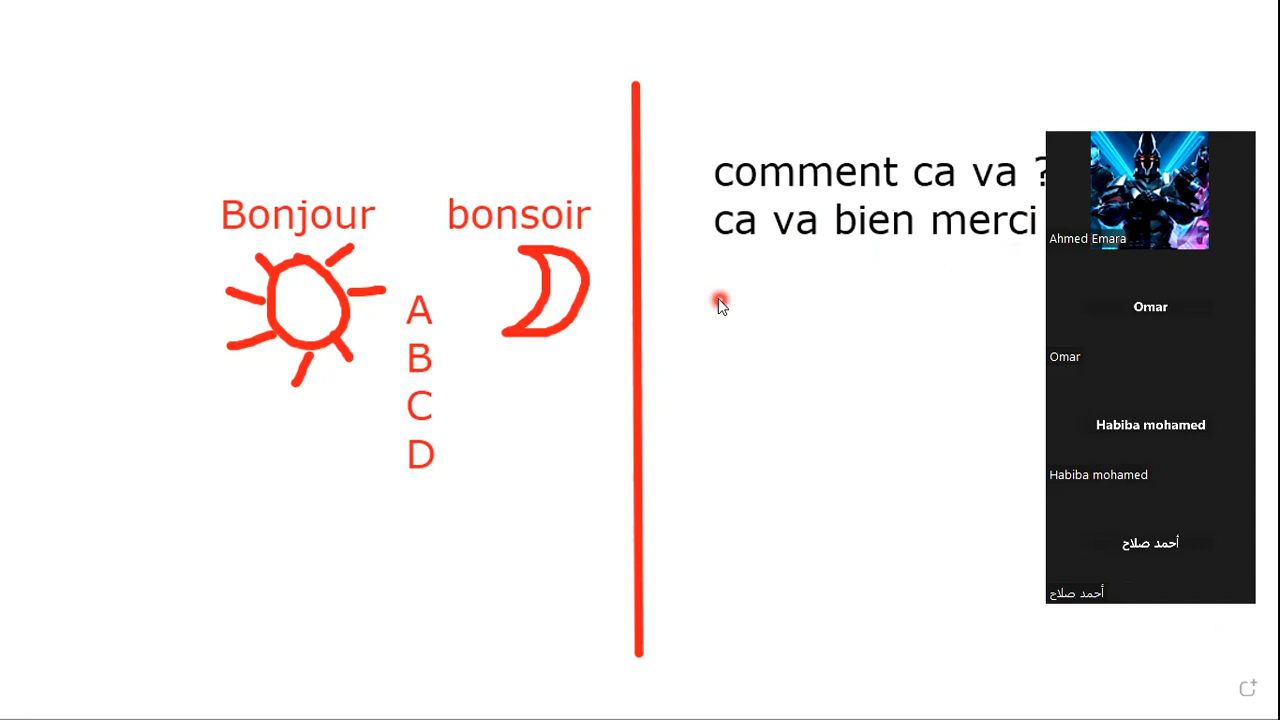 Bonjour bonsoir
A
B
C
D
comment ca va ?
ca va bien merci
Ahmed Emara
Omar
Omar
Habiba mohamed
Habiba mohamed
أحمد صلاح
أحمد صلاح